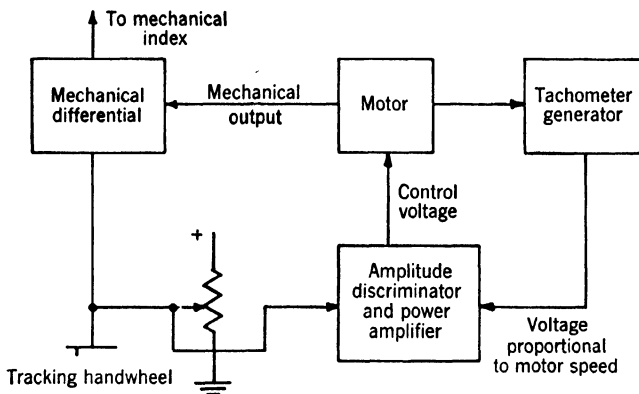 To mechanical
index
Mechanical
differential
Mechanical
output
Motor
Tachometer
generator
Control
voltage
+
Amplitude
discriminator
and power
amplifier
Voltage
proportional
to motor speed
Tracking handwheel